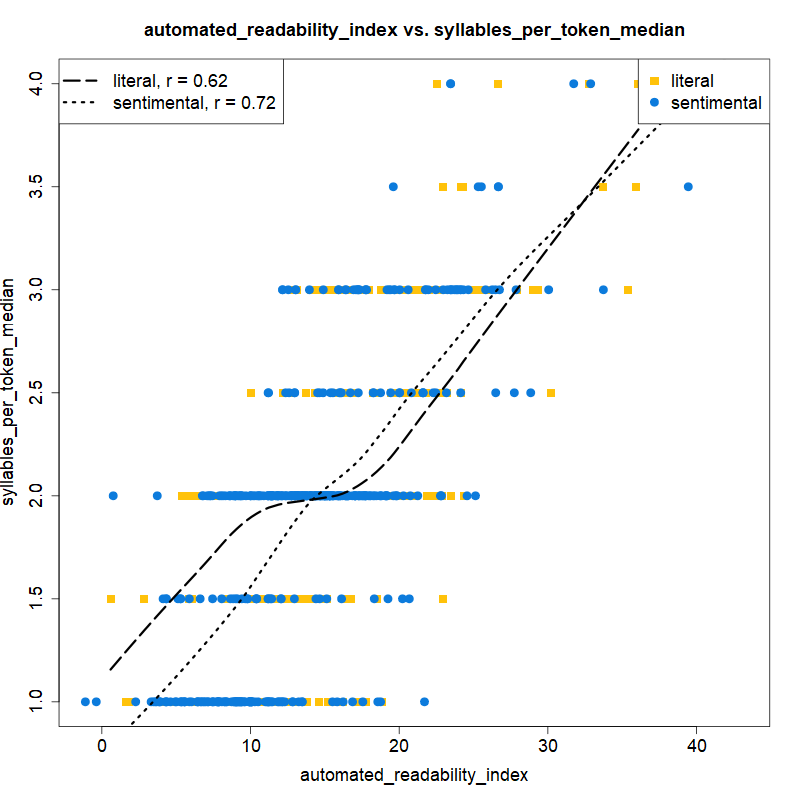 automated_readability_index vs. syllables_per_token_median
literal, r = 0.62
sentimental, r = 0.72
literal
sentimental
syllables_per_token_median
4.0
3.5
3.0
2.5
2.0
1.5
1.0
0 10 20 30 40
automated_readability_index